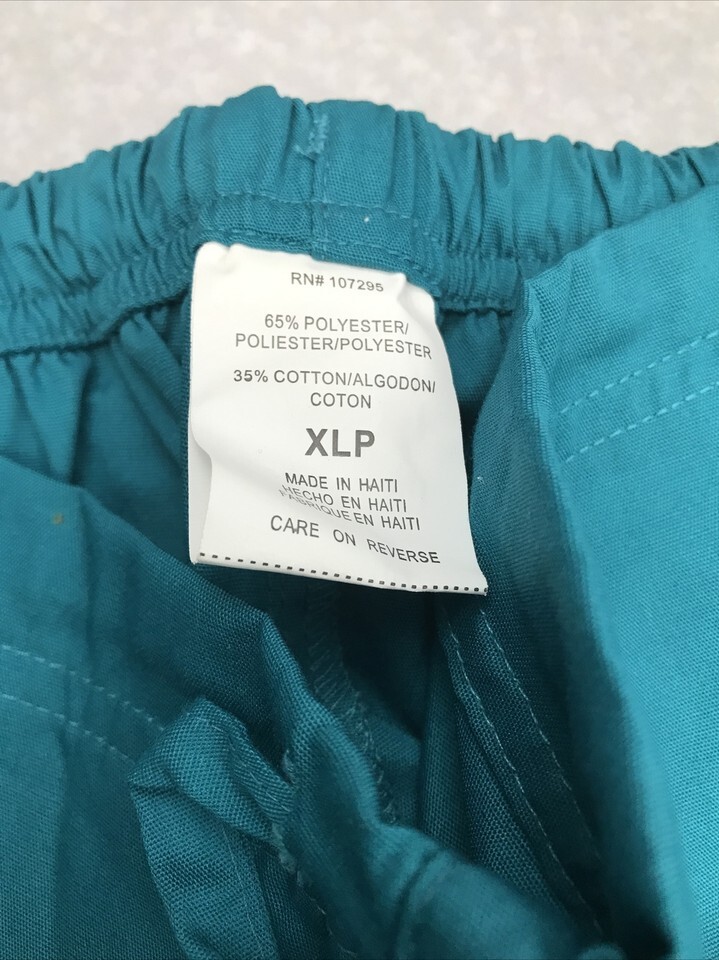 RN# 107295
65% POLYESTER/
POLIESTER/POLYESTER
35% COTTON/ALGODON/
COTON
XLP
MADE IN HAITI
HECHO EN HAITI
FABRIQUE EN HAITI
CARE ON REVERSE